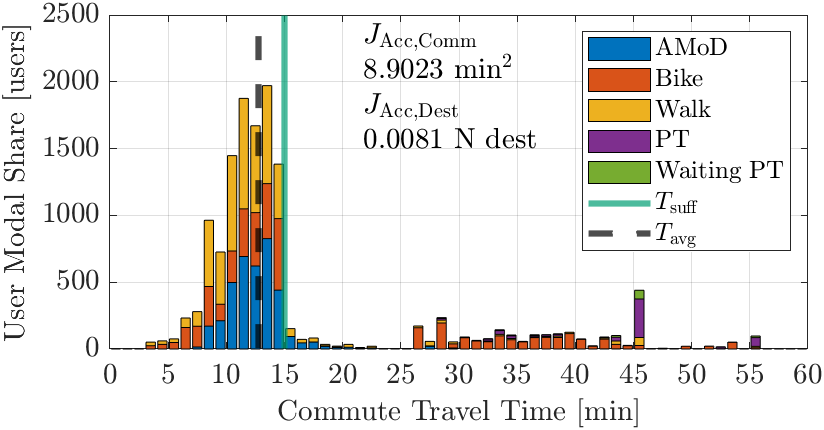 2500
2000
1500
1000
500
0
User Modal Share [users]
J_Acc,Comm
8.9023 min²
J_Acc,Dest
0.0081 N dest
AMoD
Bike
Walk
PT
Waiting PT
T_suff
T_avg
0 5 10 15 20 25 30 35 40 45 50 55 60
Commute Travel Time [min]